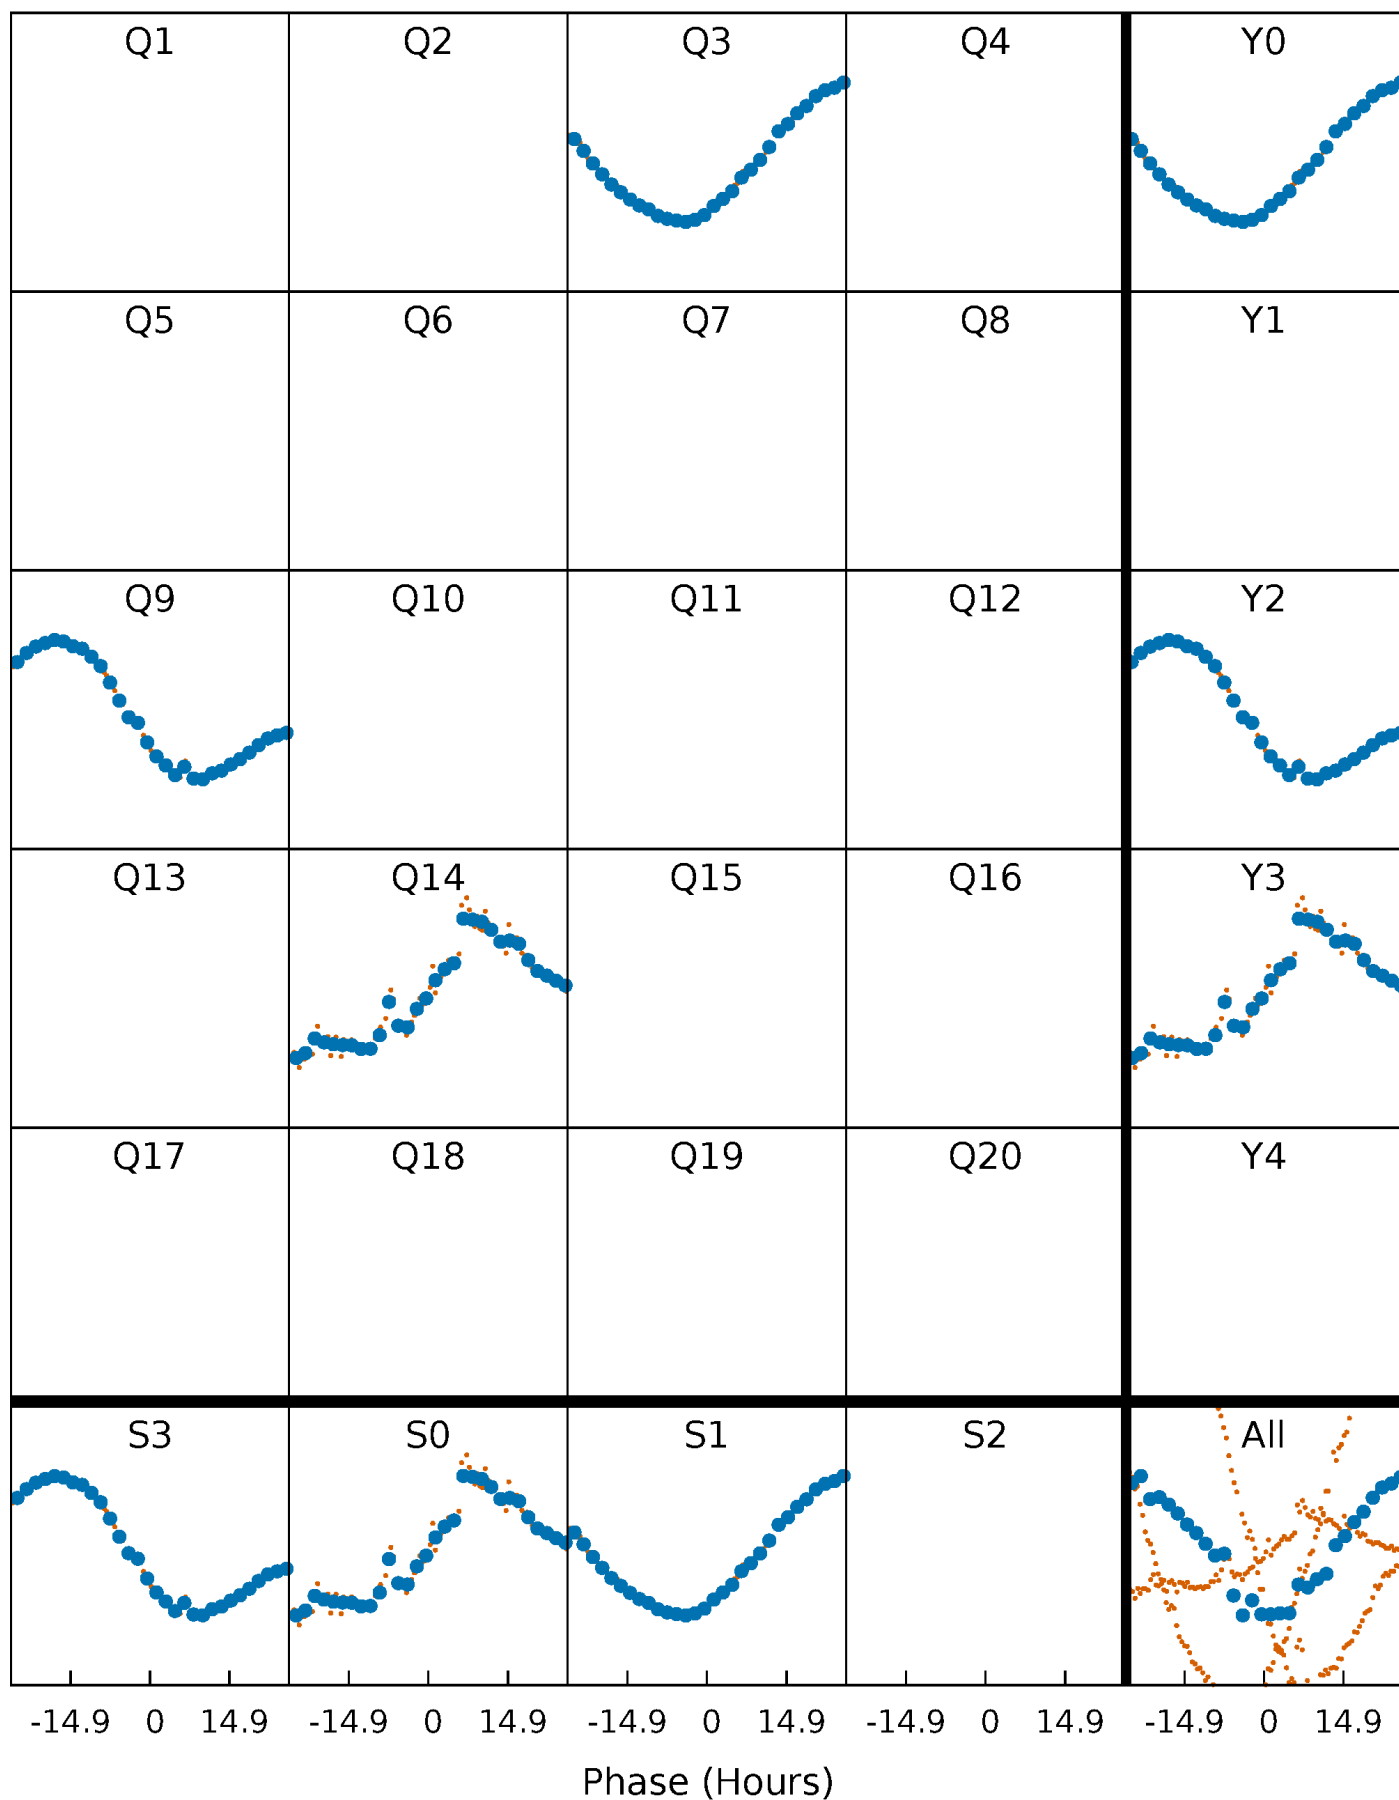 Q1 Q2 Q3 Q4 Y0
Q5 Q6 Q7 Q8 Y1
Q9 Q10 Q11 Q12 Y2
Q13 Q14 Q15 Q16 Y3
Q17 Q18 Q19 Q20 Y4
S3 S0 S1 S2 All
-14.9 0 14.9 -14.9 0 14.9 -14.9 0 14.9 -14.9 0 14.9 -14.9 0 14.9
Phase (Hours)